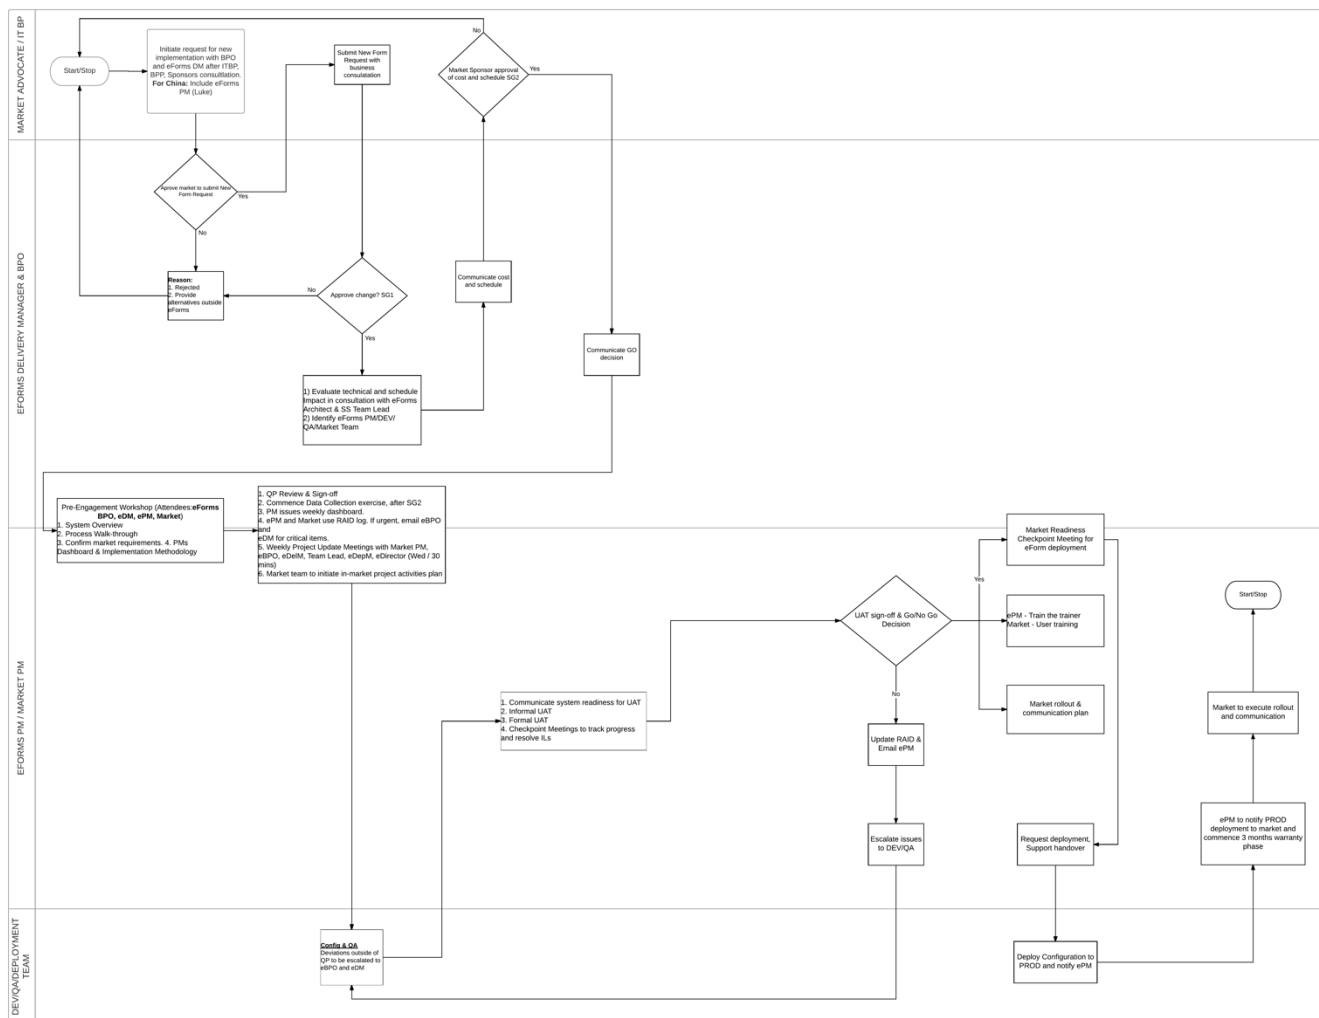 MARKET ADVOCATE / IT BP
Start/Stop
Initiate request for new
implementation with BPO
and eForms DM after ITBP,
BPP, Sponsors consultlation.
For China: Include eForms
PM (Luke)
Submit New Form
Request with
business
consulatation
No
Market Sponsor approval
of cost and schedule SG2
Yes
EFORMS DELIVERY MANAGER & BPO
Aprove market to submit New
Form Request
Yes
No
Reason:
1. Rejected
2. Provide
alternatives outside
eForms
No
Approve change? SG1
Yes
Communicate cost
and schedule
Communicate GO
decision
1) Evaluate technical and schedule
Impact in consultation with eForms
Architect & SS Team Lead
2) Identify eForms PM/DEV/
QA/Market Team
EFORMS PM / MARKET PM
Pre-Engagement Workshop (Attendees:eForms
BPO, eDM, ePM, Market)
1. System Overview
2. Process Walk-through
3. Confirm market requirements. 4. PMs
Dashboard & Implementation Methodology
1. QP Review & Sign-off
2. Commence Data Collection exercise, after SG2
3. PM issues weekly dashboard.
4. ePM and Market use RAID log. If urgent, email eBPO
and
eDM for critical items.
5. Weekly Project Update Meetings with Market PM,
eBPO, eDelM, Team Lead, eDepM, eDirector (Wed / 30
mins)
6. Market team to initiate in-market project activities plan
1. Communicate system readiness for UAT
2. Informal UAT
3. Formal UAT
4. Checkpoint Meetings to track progress
and resolve ILs
UAT sign-off & Go/No Go
Decision
Yes
No
Market Readiness
Checkpoint Meeting for
eForm deployment
ePM - Train the trainer
Market - User training
Market rollout &
communication plan
Update RAID &
Email ePM
Escalate issues
to DEV/QA
Request deployment,
Support handover
Start/Stop
Market to execute rollout
and communication
ePM to notify PROD
deployment to market and
commence 3 months warranty
phase
DEV/QA/DEPLOYMENT
TEAM
Config & QA
Deviations outside of
QP to be escalated to
eBPO and eDM
Deploy Configuration to
PROD and notify ePM